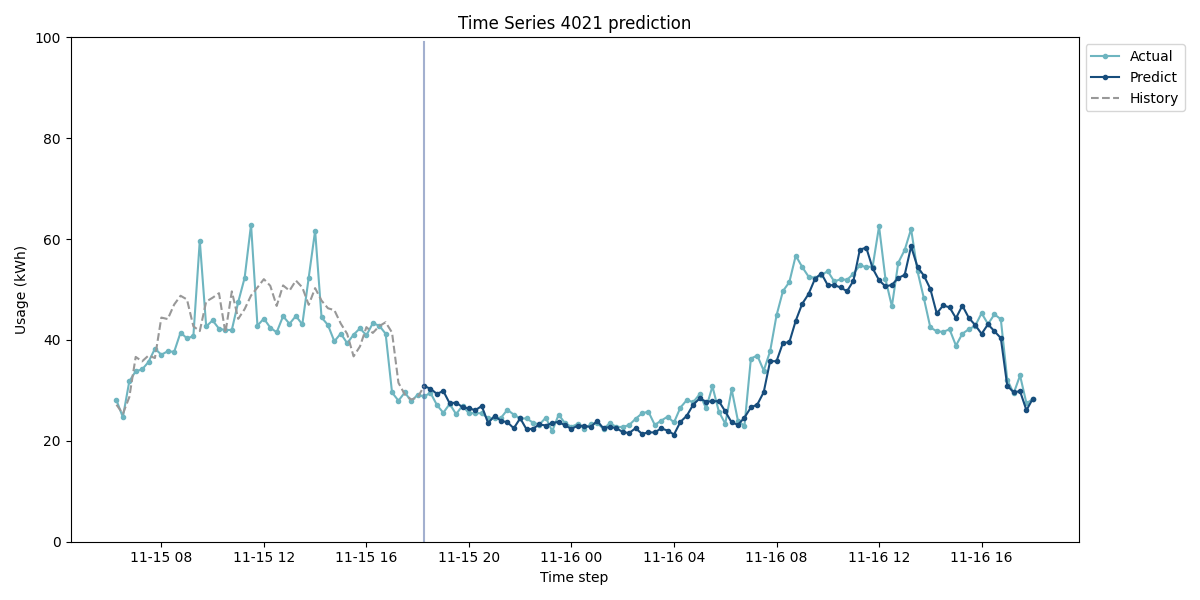 Time Series 4021 prediction
Usage (kWh)
100
80
60
40
20
0
11-15 08
11-15 12
11-15 16
11-15 20
11-16 00
11-16 04
11-16 08
11-16 12
11-16 16
Time step
Actual
Predict
History